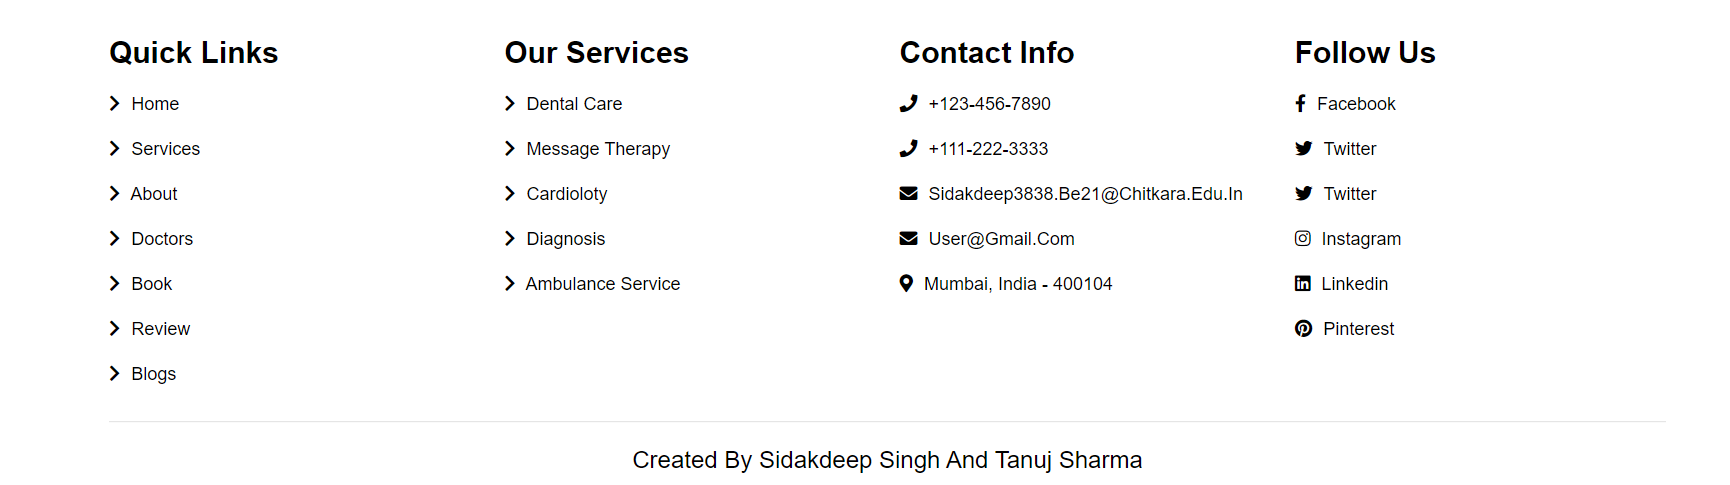 Quick Links
Home
Services
About
Doctors
Book
Review
Blogs
Our Services
Dental Care
Message Therapy
Cardioloty
Diagnosis
Ambulance Service
Contact Info
+123-456-7890
+111-222-3333
Sidakdeep3838.Be21@Chitkara.Edu.In
User@Gmail.Com
Mumbai, India - 400104
Follow Us
Facebook
Twitter
Twitter
Instagram
Linkedin
Pinterest
Created By Sidakdeep Singh And Tanuj Sharma